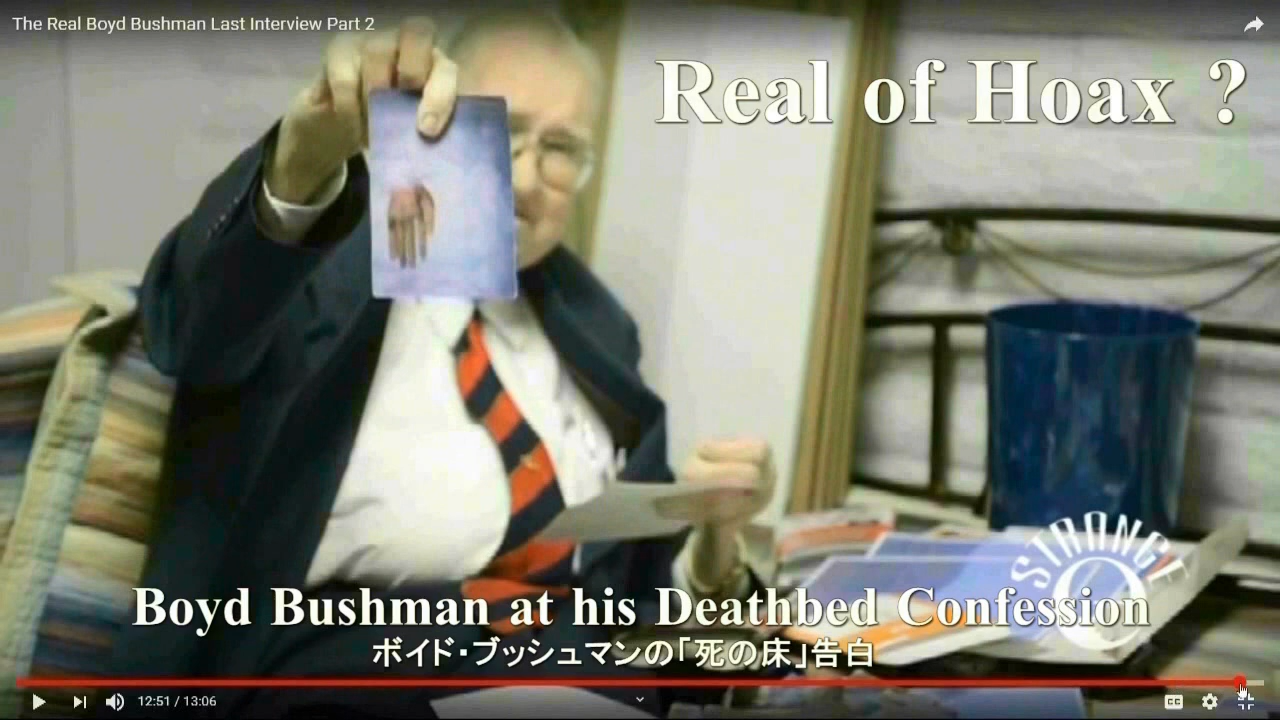 The Real Boyd Bushman Last Interview Part 2
Real of Hoax ?
STRANGE
Boyd Bushman at his Deathbed Confession
ボイド・ブッシュマンの「死の床」告白
12:51 / 13:06
CC